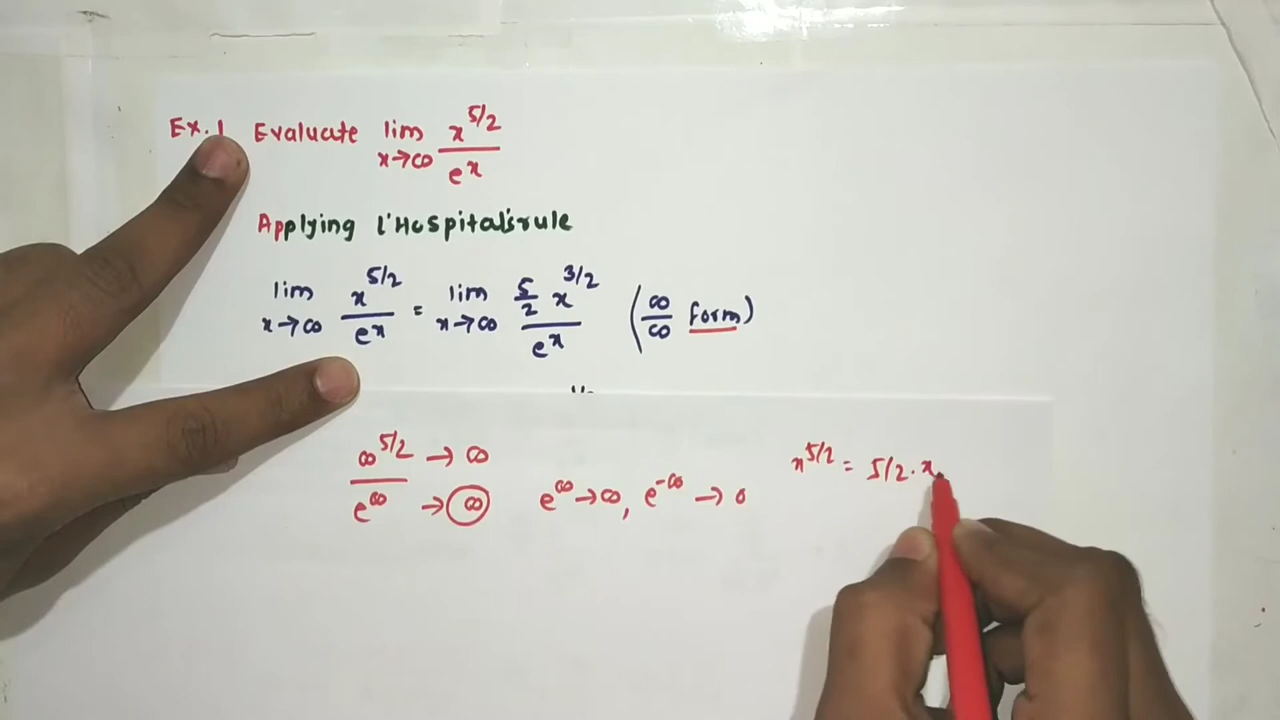 Ex. 1 Evaluate lim x→∞ x^5/2 / e^x
Applying l'Hospital's rule
lim x→∞ x^5/2 / e^x = lim x→∞ 5/2 x^3/2 / e^x (∞/∞ form)
∞^5/2 → ∞
e^∞ → ∞ e^∞ → ∞, e^-∞ → 0
x^5/2 = 5/2 · x